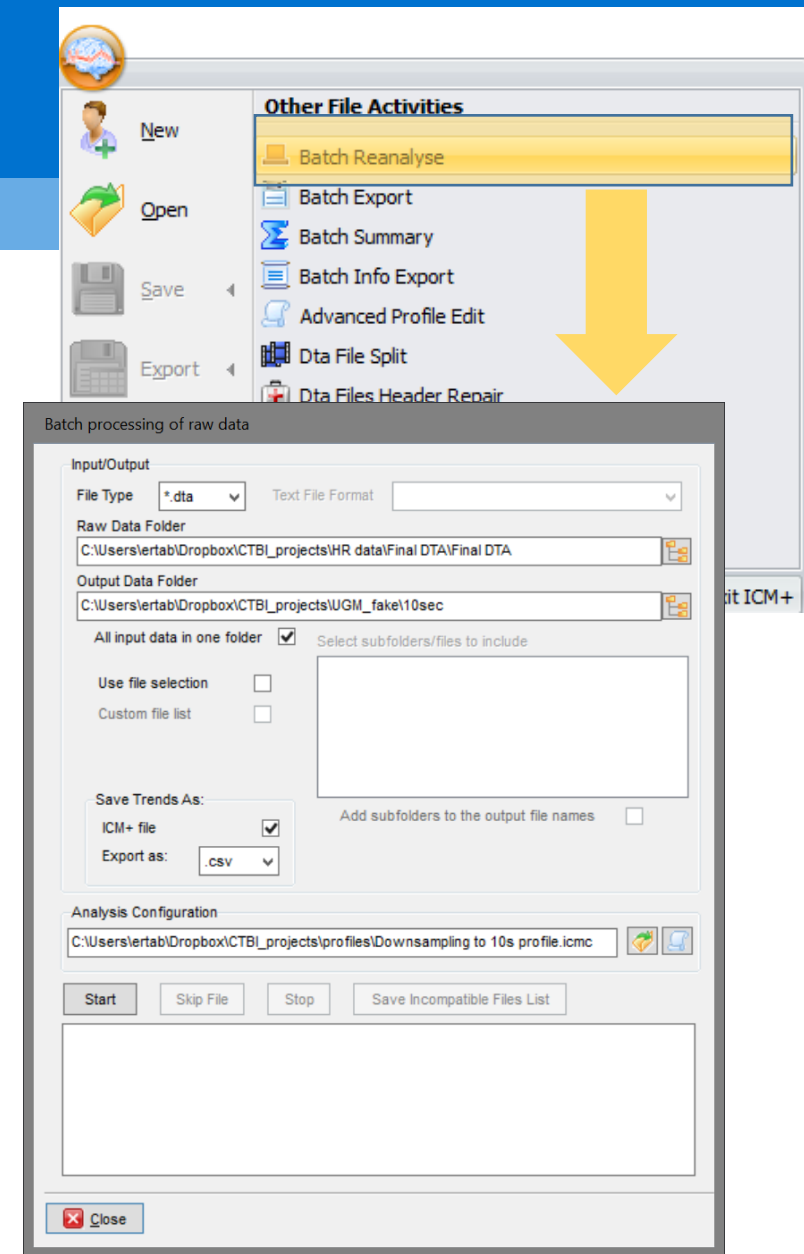 Other File Activities
New
Batch Reanalyse
Batch Export
Open
Batch Summary
Batch Info Export
Save
Advanced Profile Edit
Dta File Split
Export
Dta Files Header Repair
ICM+
Batch processing of raw data
Input/Output
File Type *.dta Text File Format
Raw Data Folder
C:\Users\ertab\Dropbox\CTBI_projects\HR data\Final DTA\Final DTA
Output Data Folder
C:\Users\ertab\Dropbox\CTBI_projects\UGM_fake\10sec
All input data in one folder Select subfolders/files to include
Use file selection
Custom file list
Save Trends As:
Add subfolders to the output file names
ICM+ file
Export as: .csv
Analysis Configuration
C:\Users\ertab\Dropbox\CTBI_projects\profiles\Downsampling to 10s profile.icmc
Start Skip File Stop Save Incompatible Files List
Close